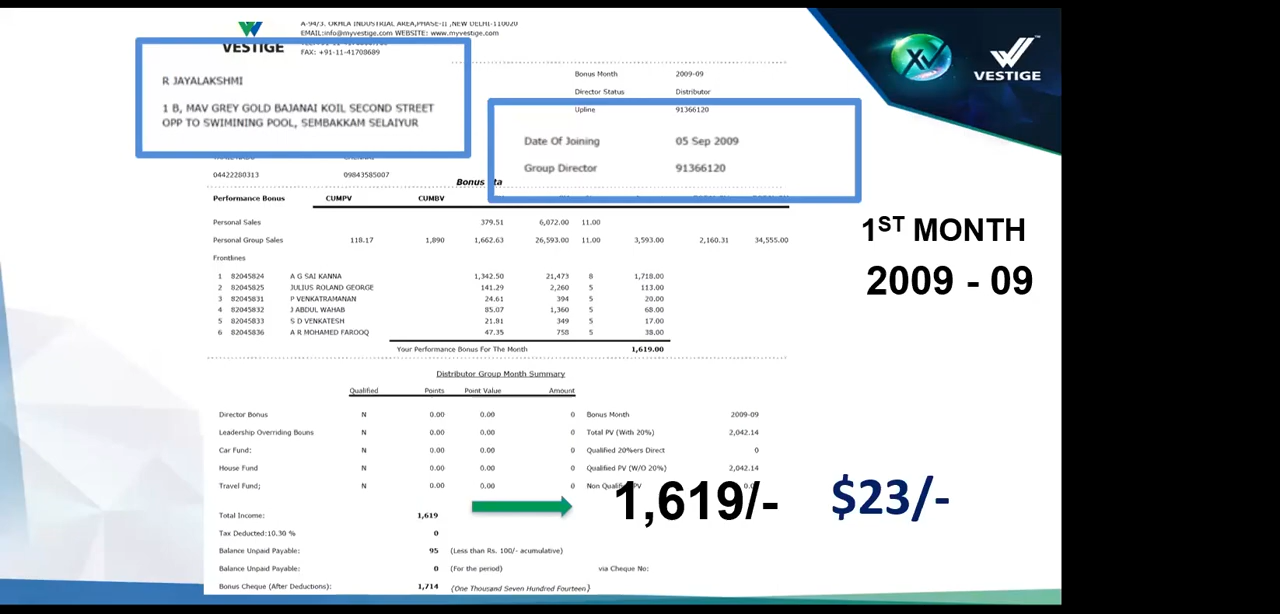 A-94/3. OKHLA INDUSTRIAL AREA,PHASE-II ,NEW DELHI-110020
EMAIL:info@myvestige.com WEBSITE: www.myvestige.com
VESTIGE
FAX: +91-11-41708689
XV VESTIGE
R JAYALAKSHMI
1 B, MAV GREY GOLD BAJANAI KOIL SECOND STREET
OPP TO SWIMINING POOL, SEMBAKKAM SELAIYUR
Bonus Month 2009-09
Director Status Distributor
Upline 91366120
Date Of Joining 05 Sep 2009
Group Director 91366120
04422280313 09843585007
Bonus
Performance Bonus CUMPV CUMBV
Personal Sales 379.51 6,072.00 11.00
Personal Group Sales 118.17 1,890 1,662.63 26,593.00 11.00 3,593.00 2,160.31 34,555.00
Frontlines
1 82045824 A G SAI KANNA 1,342.50 21,473 8 1,718.00
2 82045825 JULIUS ROLAND GEORGE 141.29 2,260 5 113.00
3 82045831 P VENKATRAMANAN 24.61 394 5 20.00
4 82045832 J ABDUL WAHAB 85.07 1,360 5 68.00
5 82045833 S D VENKATESH 21.81 349 5 17.00
6 82045836 A R MOHAMED FAROOQ 47.35 758 5 38.00
Your Performance Bonus For The Month 1,619.00
1ST MONTH
2009 - 09
Distributor Group Month Summary
Qualified Points Point Value Amount
Director Bonus N 0.00 0.00 0 Bonus Month 2009-09
Leadership Overriding Bouns N 0.00 0.00 0 Total PV (With 20%) 2,042.14
Car Fund: N 0.00 0.00 0 Qualified 20%ers Direct 0
House Fund N 0.00 0.00 0 Qualified PV (W/O 20%) 2,042.14
Travel Fund; N 0.00 0.00 0 Non Qualified PV
1,619/- $23/-
Total Income: 1,619
Tax Deducted:10.30 % 0
Balance Unpaid Payable: 95 (Less than Rs. 100/- acumulative)
Balance Unpaid Payable: 0 (For the period) via Cheque No:
Bonus Cheque (After Deductions): 1,714 (One Thousand Seven Hundred Fourteen)